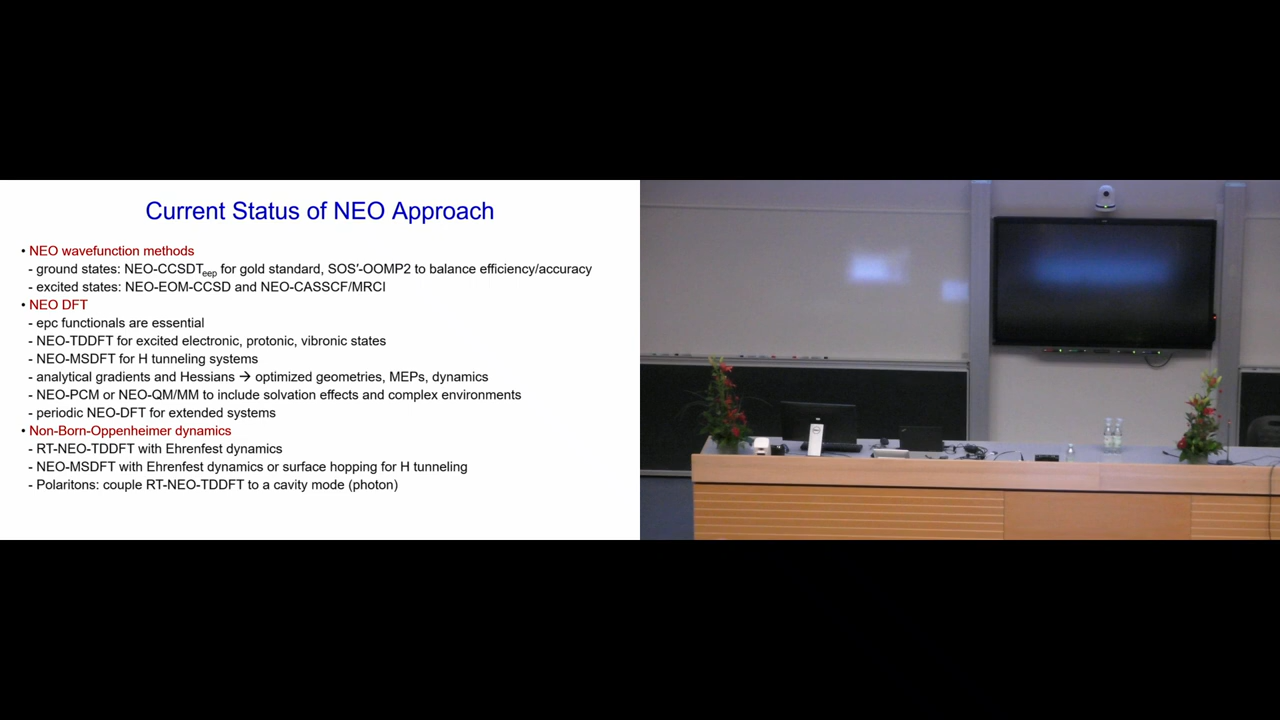 Current Status of NEO Approach
• NEO wavefunction methods
- ground states: NEO-CCSDTeep for gold standard, SOS′-OOMP2 to balance efficiency/accuracy
- excited states: NEO-EOM-CCSD and NEO-CASSCF/MRCI
• NEO DFT
- epc functionals are essential
- NEO-TDDFT for excited electronic, protonic, vibronic states
- NEO-MSDFT for H tunneling systems
- analytical gradients and Hessians → optimized geometries, MEPs, dynamics
- NEO-PCM or NEO-QM/MM to include solvation effects and complex environments
- periodic NEO-DFT for extended systems
• Non-Born-Oppenheimer dynamics
- RT-NEO-TDDFT with Ehrenfest dynamics
- NEO-MSDFT with Ehrenfest dynamics or surface hopping for H tunneling
- Polaritons: couple RT-NEO-TDDFT to a cavity mode (photon)